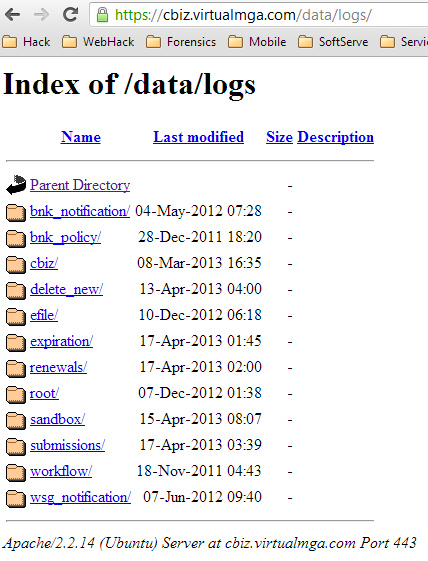 https://cbiz.virtualmga.com/data/logs/
Hack WebHack Forensics Mobile SoftServe Servi
Index of /data/logs
Name Last modified Size Description
Parent Directory -
bnk_notification/ 04-May-2012 07:28 -
bnk_policy/ 28-Dec-2011 18:20 -
cbiz/ 08-Mar-2013 16:35 -
delete_new/ 13-Apr-2013 04:00 -
efile/ 10-Dec-2012 06:18 -
expiration/ 17-Apr-2013 01:45 -
renewals/ 17-Apr-2013 02:00 -
root/ 07-Dec-2012 01:38 -
sandbox/ 15-Apr-2013 08:07 -
submissions/ 17-Apr-2013 03:39 -
workflow/ 18-Nov-2011 04:43 -
wsg_notification/ 07-Jun-2012 09:40 -
Apache/2.2.14 (Ubuntu) Server at cbiz.virtualmga.com Port 443